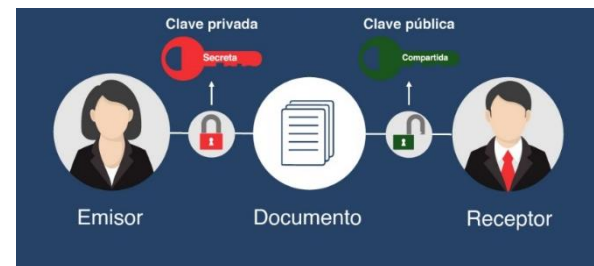 Clave privada
Clave pública
Secreta
Compartida
Emisor
Documento
Receptor